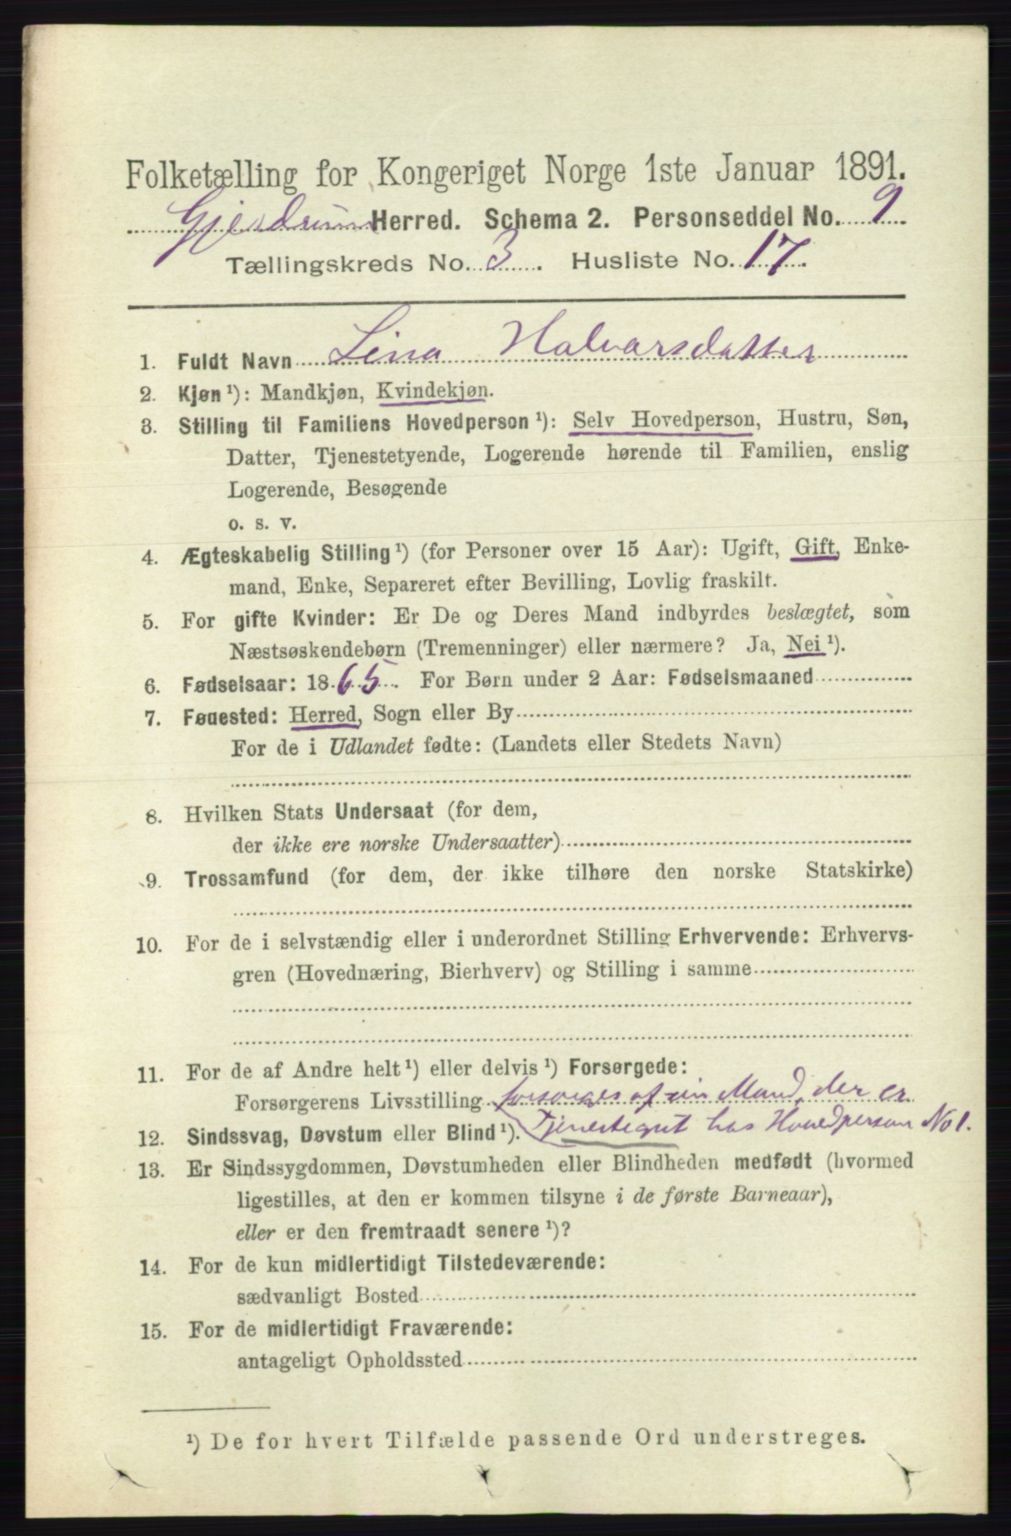 Folketælling for Kongeriget Norge 1ste Januar 1891.
Gjerdrum Herred. Schema 2. Personseddel No. 9
Tællingskreds No. 3. Husliste No. 17.
1. Fuldt Navn Lina Halvorsdatter
2. Kjøn ¹): Mandkjøn, Kvindekjøn.
3. Stilling til Familiens Hovedperson ¹): Selv Hovedperson, Hustru, Søn,
Datter, Tjenestetyende, Logerende hørende til Familien, enslig
Logerende, Besøgende
o. s. v.
4. Ægteskabelig Stilling ¹) (for Personer over 15 Aar): Ugift, Gift, Enke-
mand, Enke, Separeret efter Bevilling, Lovlig fraskilt.
5. For gifte Kvinder: Er De og Deres Mand indbyrdes beslægtet, som
Næstsøskendebørn (Tremenninger) eller nærmere? Ja, Nei ¹).
6. Fødselsaar: 1865. For Børn under 2 Aar: Fødselsmaaned
7. Føuested: Herred, Sogn eller By
For de i Udlandet fødte: (Landets eller Stedets Navn)
8. Hvilken Stats Undersaat (for dem,
der ikke ere norske Undersaatter)
9. Trossamfund (for dem, der ikke tilhøre den norske Statskirke)
10. For de i selvstændig eller i underordnet Stilling Erhvervende: Erhvervs-
gren (Hovednæring, Bierhverv) og Stilling i samme
11. For de af Andre helt ¹) eller delvis ¹) Forsørgede:
Forsørgerens Livsstilling forsørges af sin Mand, der er
12. Sindssvag, Døvstum eller Blind ¹). Tjenestegut hos Hovedperson No 1.
13. Er Sindssygdommen, Døvstumheden eller Blindheden medfødt (hvormed
ligestilles, at den er kommen tilsyne i de første Barneaar),
eller er den fremtraadt senere ¹)?
14. For de kun midlertidigt Tilstedeværende:
sædvanligt Bosted
15. For de midlertidigt Fraværende:
antageligt Opholdssted
¹) De for hvert Tilfælde passende Ord understreges.